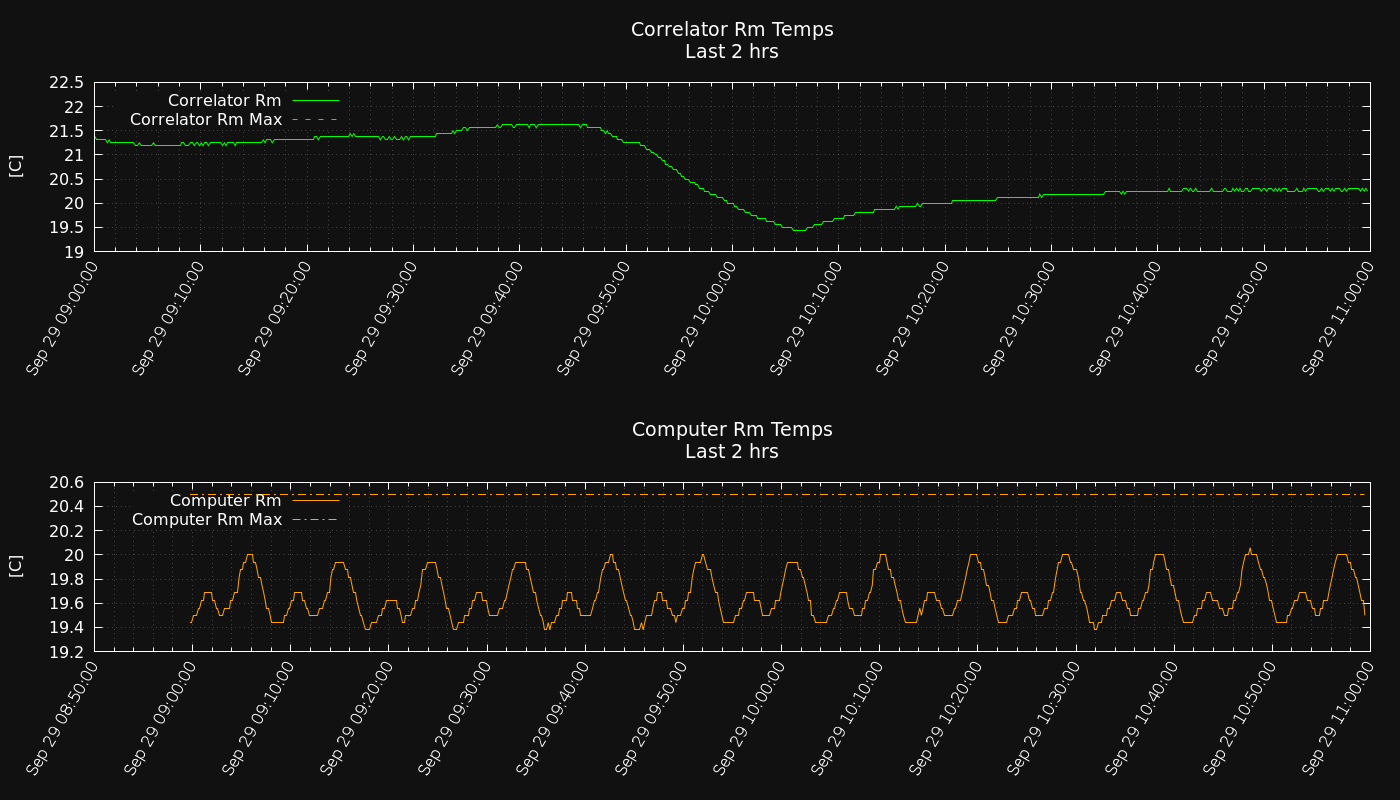 Correlator Rm Temps
Last 2 hrs
[C]
22.5
22
21.5
21
20.5
20
19.5
19
Correlator Rm
Correlator Rm Max
Sep 29 09:00:00
Sep 29 09:10:00
Sep 29 09:20:00
Sep 29 09:30:00
Sep 29 09:40:00
Sep 29 09:50:00
Sep 29 10:00:00
Sep 29 10:10:00
Sep 29 10:20:00
Sep 29 10:30:00
Sep 29 10:40:00
Sep 29 10:50:00
Sep 29 11:00:00
Computer Rm Temps
Last 2 hrs
[C]
20.6
20.4
20.2
20
19.8
19.6
19.4
19.2
Computer Rm
Computer Rm Max
Sep 29 08:50:00
Sep 29 09:00:00
Sep 29 09:10:00
Sep 29 09:20:00
Sep 29 09:30:00
Sep 29 09:40:00
Sep 29 09:50:00
Sep 29 10:00:00
Sep 29 10:10:00
Sep 29 10:20:00
Sep 29 10:30:00
Sep 29 10:40:00
Sep 29 10:50:00
Sep 29 11:00:00